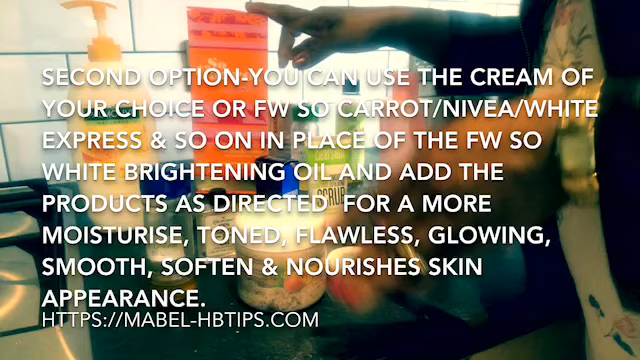 SECOND OPTION-YOU CAN USE THE CREAM OF
YOUR CHOICE OR FW SO CARROT/NIVEA/WHITE
EXPRESS & SO ON IN PLACE OF THE FW SO
WHITE BRIGHTENING OIL AND ADD THE
PRODUCTS AS DIRECTED FOR A MORE
MOISTURISE, TONED, FLAWLESS, GLOWING,
SMOOTH, SOFTEN & NOURISHES SKIN
APPEARANCE.
HTTPS://MABEL-HBTIPS.COM
SCRUB